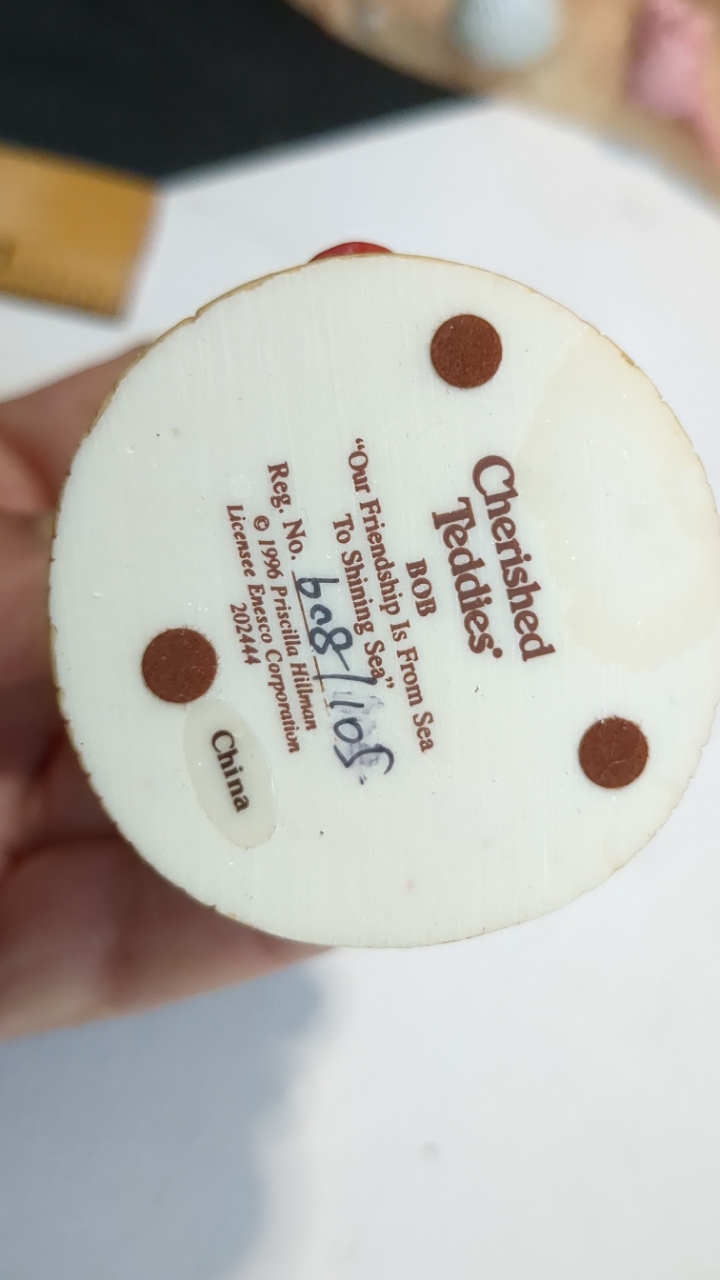 Cherished
Teddies®
BOB
“Our Friendship Is From Sea
To Shining Sea”
Reg. No. 6c8/105
© 1996 Priscilla Hillman
Licensee Enesco Corporation
202444
China